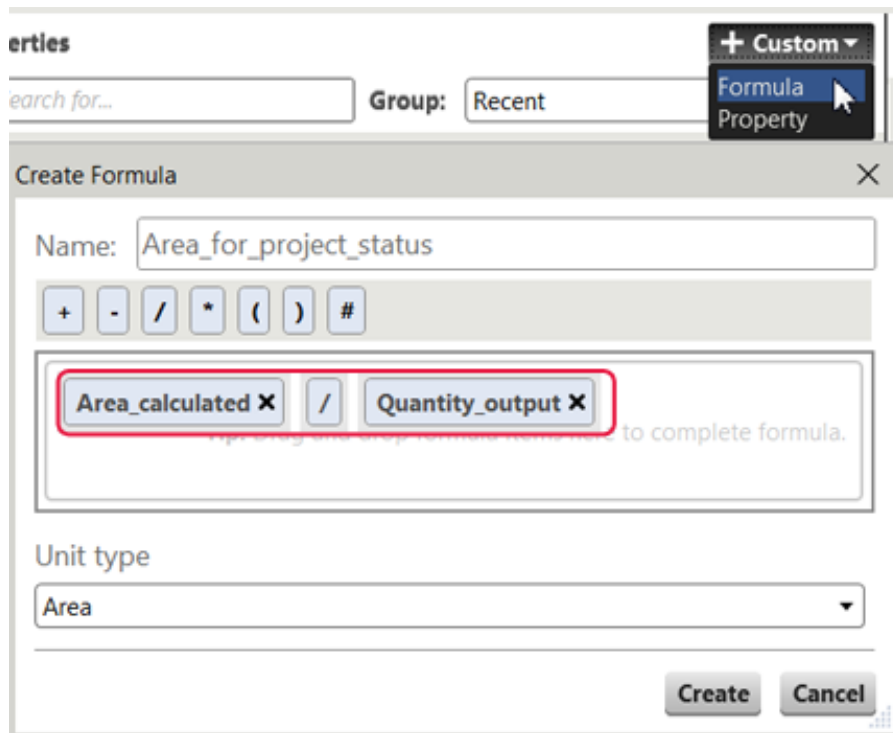 erties
+ Custom
Search for...
Group: Recent
Formula
Property
Create Formula
Name: Area_for_project_status
+ - / * ( ) #
Area_calculated × / Quantity_output ×
to complete formula.
Unit type
Area
Create Cancel